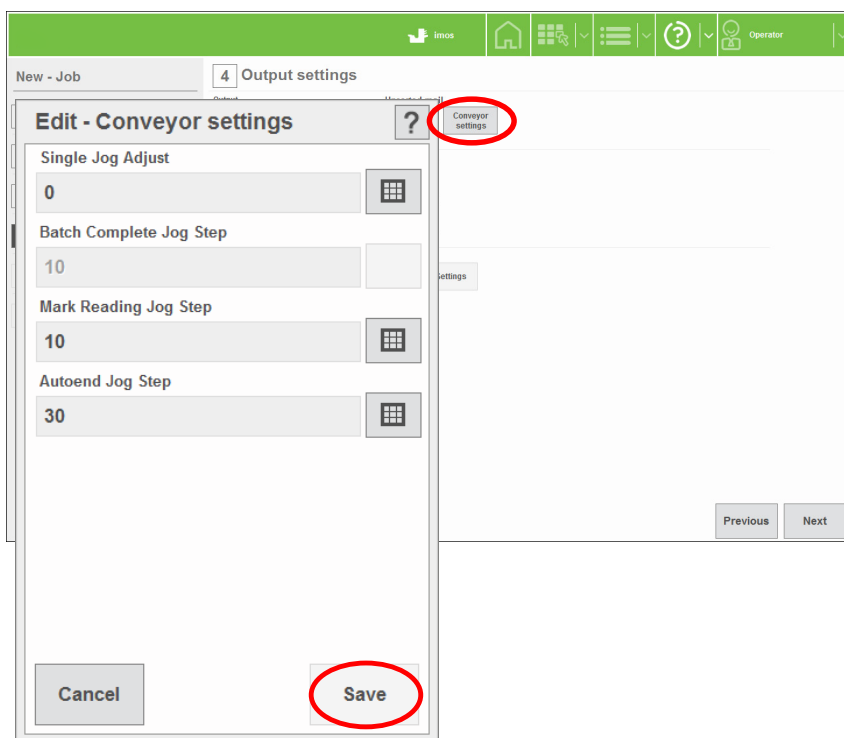 imos
Operator
New - Job
4 Output settings
Conveyor
settings
Edit - Conveyor settings
?
Single Jog Adjust
0
Batch Complete Jog Step
10
Settings
Mark Reading Jog Step
10
Autoend Jog Step
30
Previous
Next
Cancel
Save